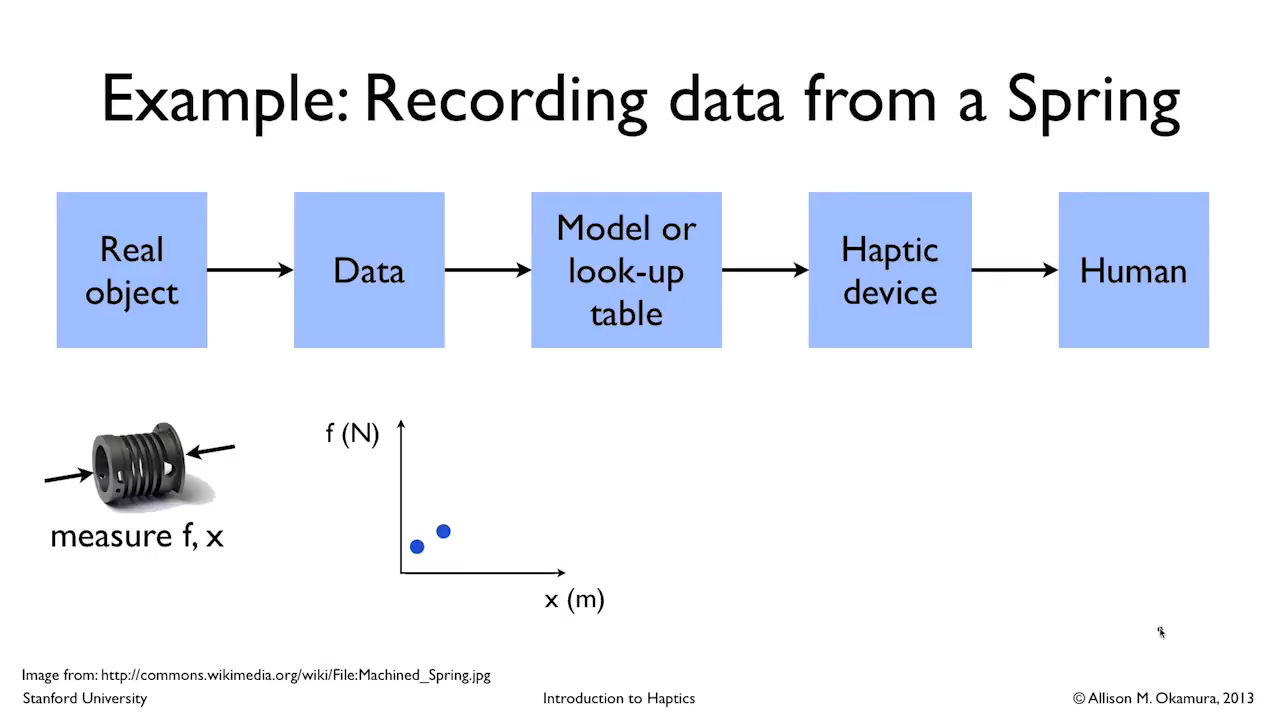 Example: Recording data from a Spring
Real
object
Data
Model or
look-up
table
Haptic
device
Human
f (N)
measure f, x
x (m)
Image from: http://commons.wikimedia.org/wiki/File:Machined_Spring.jpg
Stanford University
Introduction to Haptics
© Allison M. Okamura, 2013